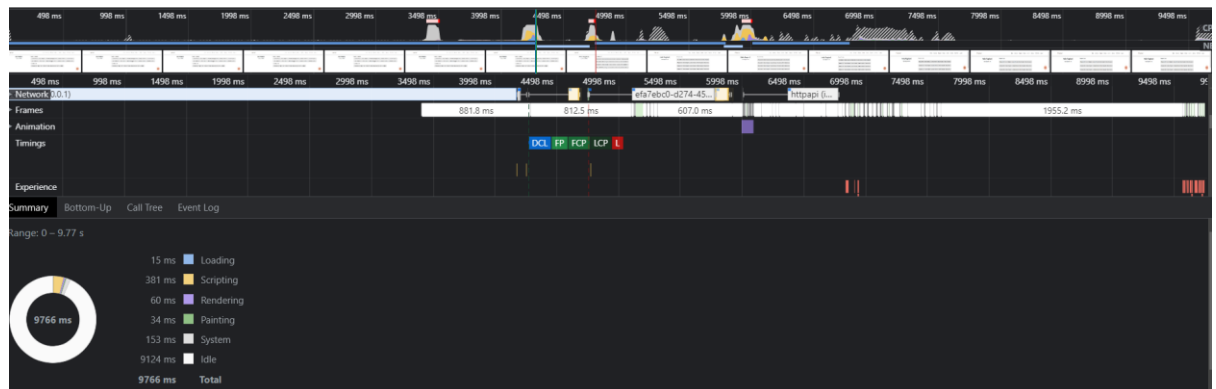 498 ms 998 ms 1498 ms 1998 ms 2498 ms 2998 ms 3498 ms 3998 ms 4498 ms 4998 ms 5498 ms 5998 ms 6498 ms 6998 ms 7498 ms 7998 ms 8498 ms 8998 ms 9498 ms
CP
NE
498 ms 998 ms 1498 ms 1998 ms 2498 ms 2998 ms 3498 ms 3998 ms 4498 ms 4998 ms 5498 ms 5998 ms 6498 ms 6998 ms 7498 ms 7998 ms 8498 ms 8998 ms 9498 ms 99
Network 0.0.1) efa7ebc0-d274-45... httpapi (i...
Frames 881.8 ms 812.5 ms 607.0 ms 1955.2 ms
Animation
Timings DCL FP FCP LCP L
Experience
Summary Bottom-Up Call Tree Event Log
Range: 0 – 9.77 s
15 ms Loading
381 ms Scripting
60 ms Rendering
9766 ms
34 ms Painting
153 ms System
9124 ms Idle
9766 ms Total